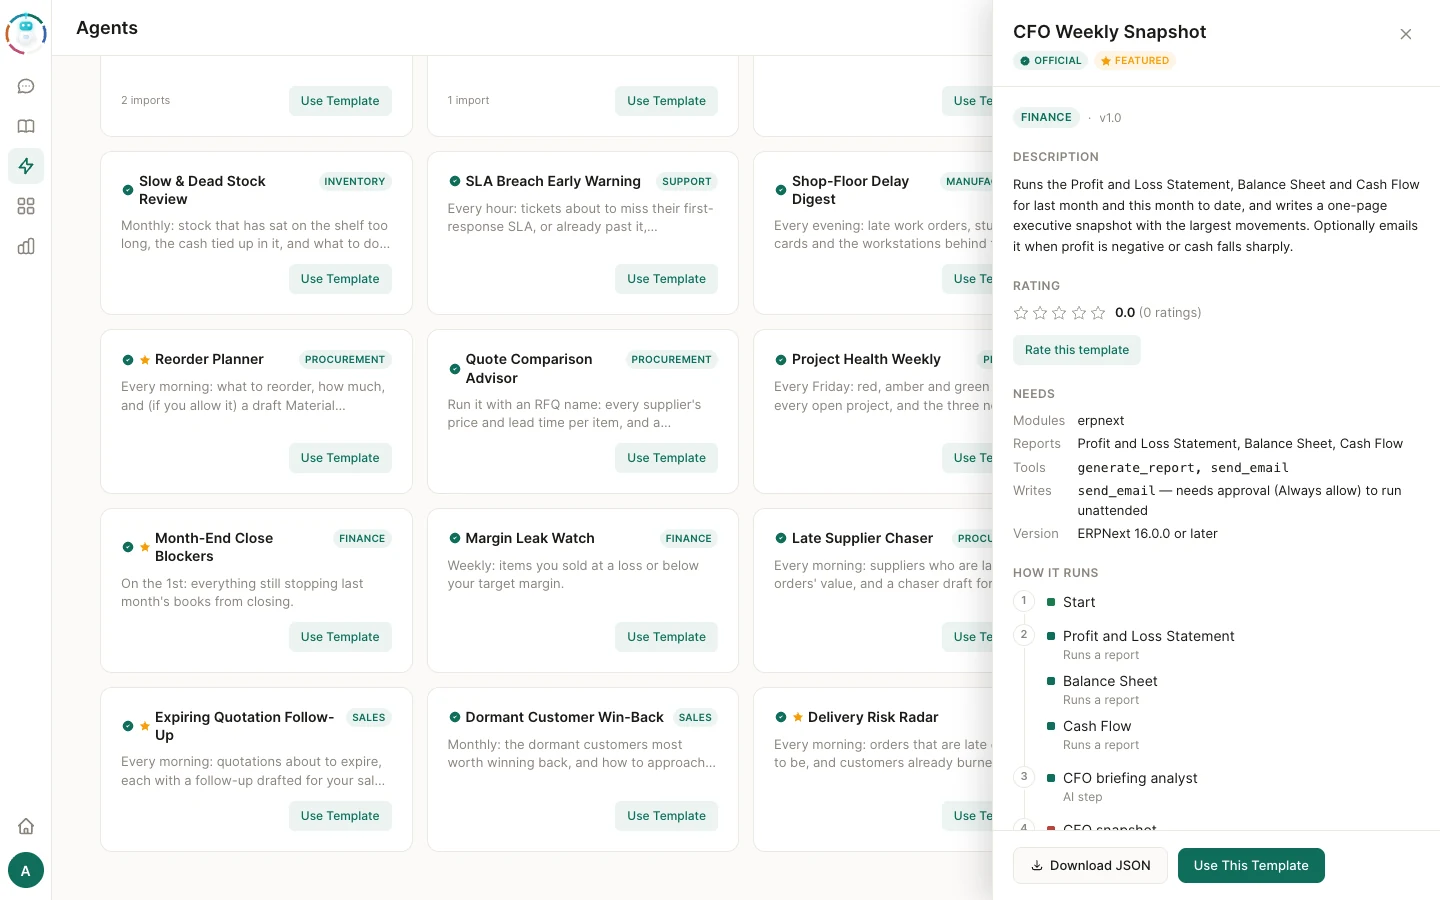 Agents
2 imports
Use Template
1 import
Use Template
Use Te
Slow & Dead Stock
Review
INVENTORY
Monthly: stock that has sat on the shelf too
long, the cash tied up in it, and what to do...
Use Template
SLA Breach Early Warning
SUPPORT
Every hour: tickets about to miss their first-
response SLA, or already past it,...
Use Template
Shop-Floor Delay
Digest
MANUFAC
Every evening: late work orders, stu
cards and the workstations behind
Use Te
Reorder Planner
PROCUREMENT
Every morning: what to reorder, how much,
and (if you allow it) a draft Material...
Use Template
Quote Comparison
Advisor
PROCUREMENT
Run it with an RFQ name: every supplier's
price and lead time per item, and a...
Use Template
Project Health Weekly
Every Friday: red, amber and green
every open project, and the three
Use Te
Month-End Close
Blockers
FINANCE
On the 1st: everything still stopping last
month's books from closing.
Use Template
Margin Leak Watch
FINANCE
Weekly: items you sold at a loss or below
your target margin.
Use Template
Late Supplier Chaser
PROCU
Every morning: suppliers who are la
orders' value, and a chaser draft for
Use Te
Expiring Quotation Follow-
Up
SALES
Every morning: quotations about to expire,
each with a follow-up drafted for your sal...
Use Template
Dormant Customer Win-Back
SALES
Monthly: the dormant customers most
worth winning back, and how to approach...
Use Template
Delivery Risk Radar
Every morning: orders that are late
to be, and customers already burne
Use Te
A
CFO Weekly Snapshot
OFFICIAL
FEATURED
FINANCE · v1.0
DESCRIPTION
Runs the Profit and Loss Statement, Balance Sheet and Cash Flow
for last month and this month to date, and writes a one-page
executive snapshot with the largest movements. Optionally emails
it when profit is negative or cash falls sharply.
RATING
0.0 (0 ratings)
Rate this template
NEEDS
Modules erpnext
Reports Profit and Loss Statement, Balance Sheet, Cash Flow
Tools generate_report, send_email
Writes send_email — needs approval (Always allow) to run
unattended
Version ERPNext 16.0.0 or later
HOW IT RUNS
1 Start
2 Profit and Loss Statement
Runs a report
Balance Sheet
Runs a report
Cash Flow
Runs a report
3 CFO briefing analyst
AI step
4 CFO snapshot
Download JSON
Use This Template